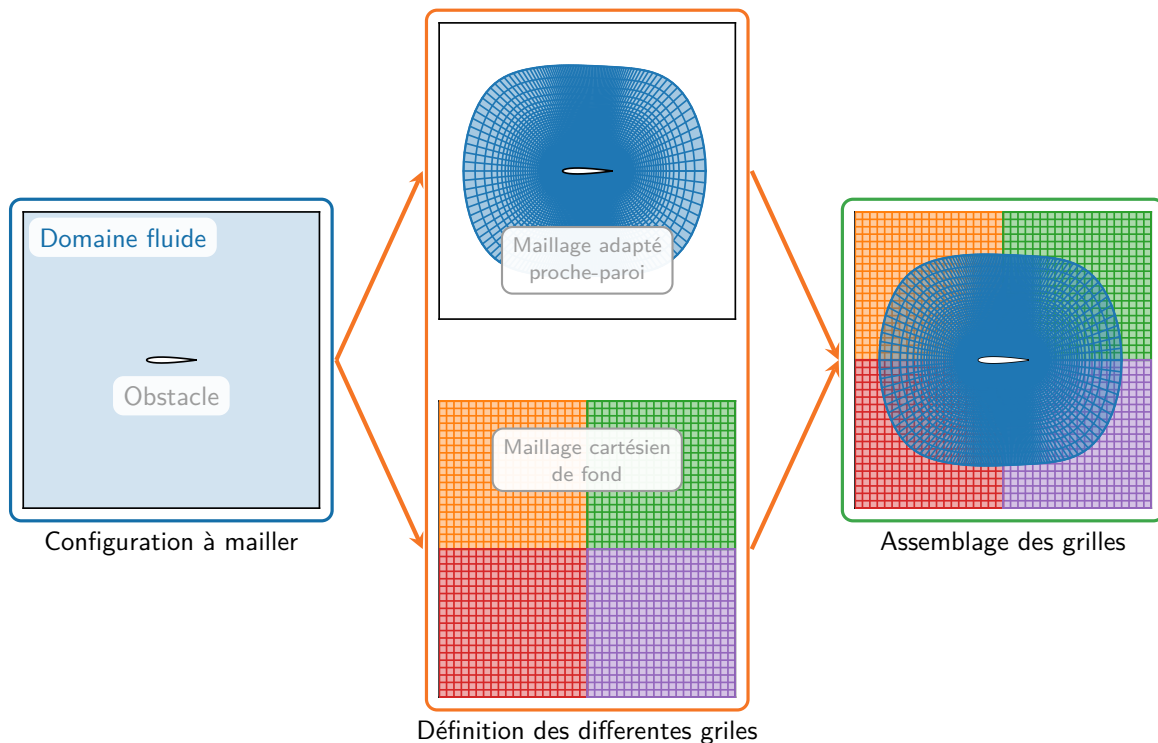 Domaine fluide
Obstacle
Configuration à mailler
Maillage adapté
proche-paroi
Maillage cartésien
de fond
Définition des differentes griles
Assemblage des grilles